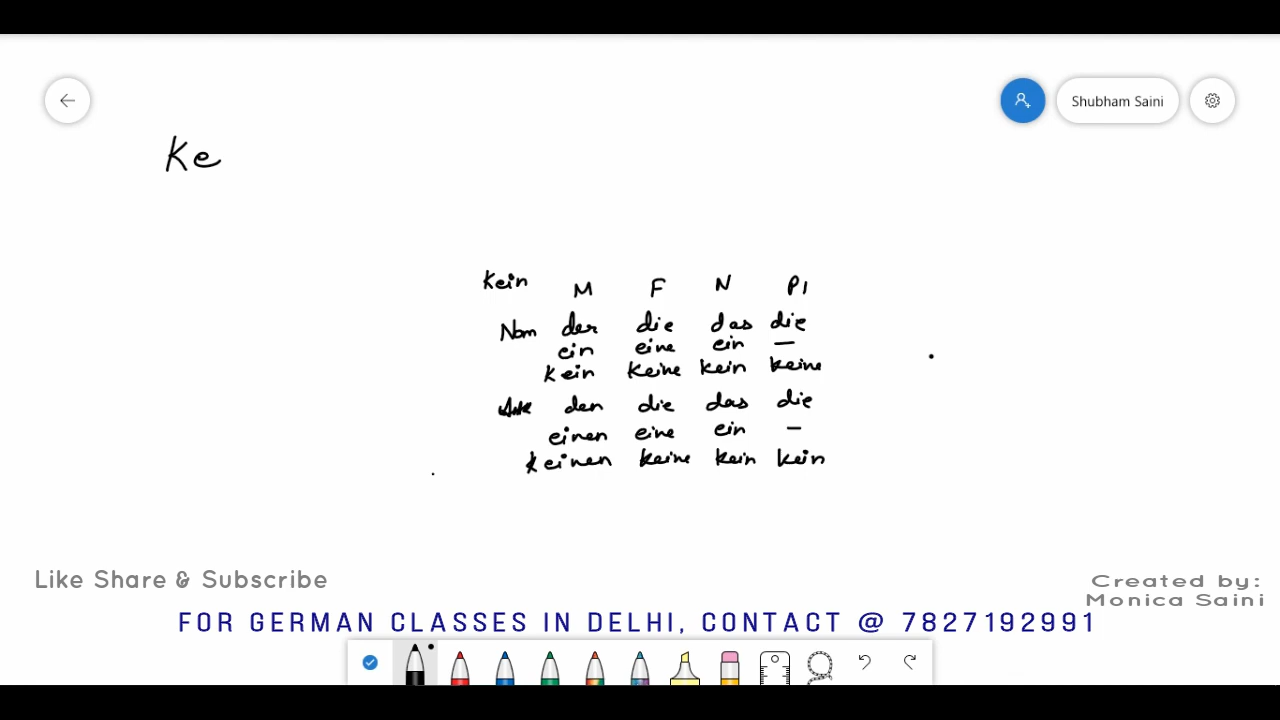 Shubham Saini
Ke
Kein M F N Pl
Nom der die das die
ein eine ein —
Kein Keine kein keine
Akk den die das die
einen eine ein –
keinen keine kein kein
Like Share & Subscribe
Created by:
Monica Saini
FOR GERMAN CLASSES IN DELHI, CONTACT @ 7827192991